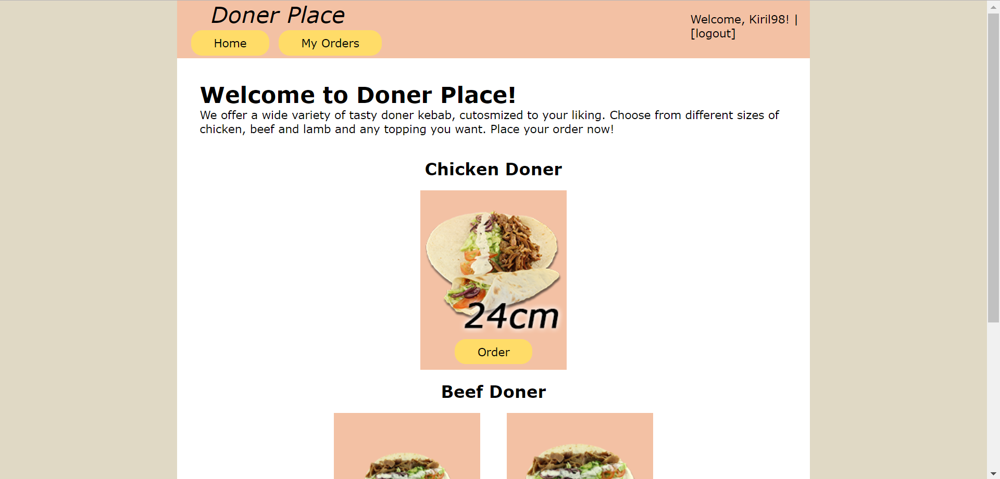 Doner Place
Welcome, Kiril98! |
[logout]
Home
My Orders
Welcome to Doner Place!
We offer a wide variety of tasty doner kebab, cutosmized to your liking. Choose from different sizes of
chicken, beef and lamb and any topping you want. Place your order now!
Chicken Doner
24cm
Order
Beef Doner